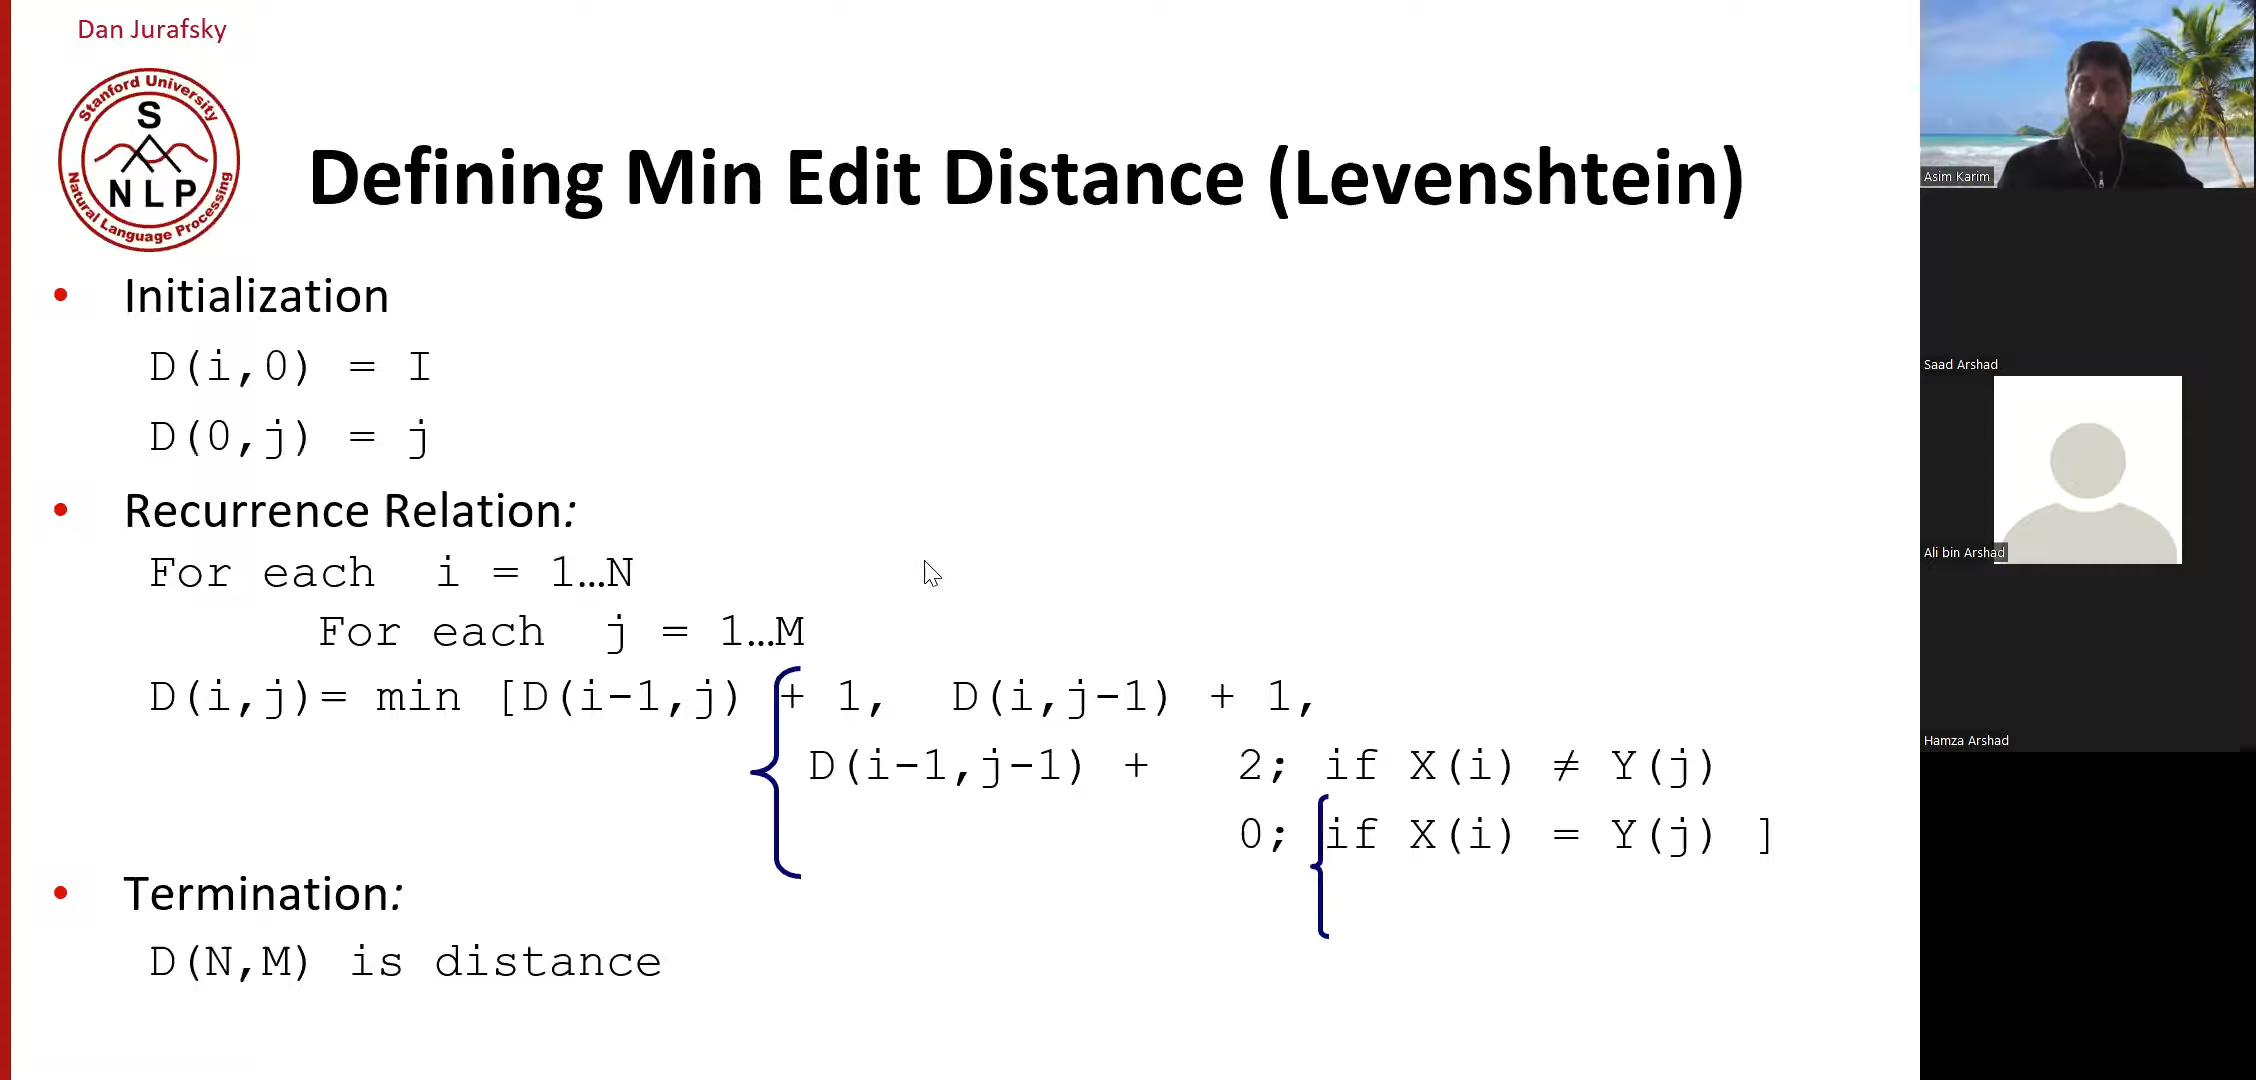 Dan Jurafsky
Stanford University
S
NLP
Natural Language Processing
Defining Min Edit Distance (Levenshtein)
• Initialization
D(i,0) = I
D(0,j) = j
• Recurrence Relation:
For each i = 1…N
For each j = 1…M
D(i,j)= min [D(i-1,j) + 1, D(i,j-1) + 1,
D(i-1,j-1) + 2; if X(i) ≠ Y(j)
0; if X(i) = Y(j) ]
• Termination:
D(N,M) is distance
Asim Karim
Saad Arshad
Ali bin Arshad
Hamza Arshad